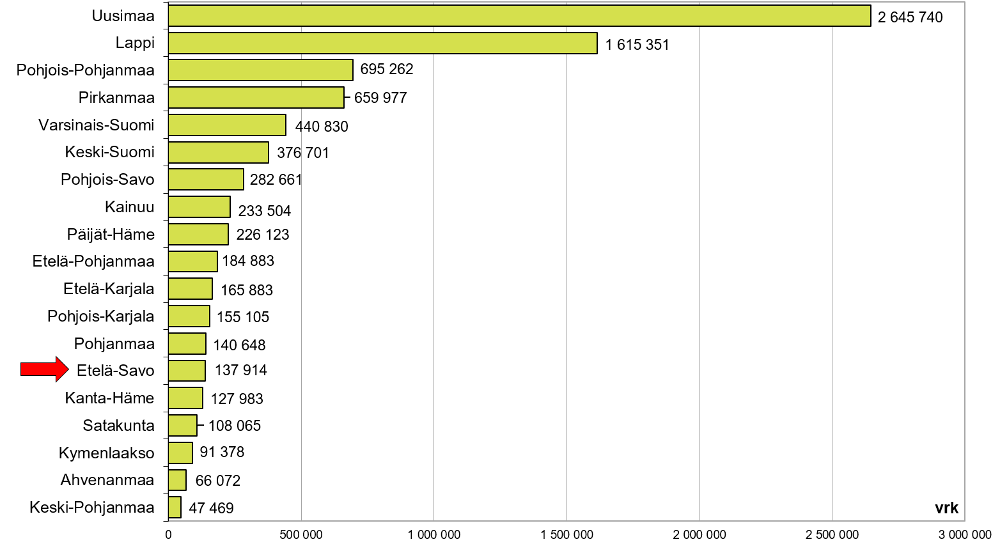 Uusimaa 2 645 740
Lappi 1 615 351
Pohjois-Pohjanmaa 695 262
Pirkanmaa 659 977
Varsinais-Suomi 440 830
Keski-Suomi 376 701
Pohjois-Savo 282 661
Kainuu 233 504
Päijät-Häme 226 123
Etelä-Pohjanmaa 184 883
Etelä-Karjala 165 883
Pohjois-Karjala 155 105
Pohjanmaa 140 648
Etelä-Savo 137 914
Kanta-Häme 127 983
Satakunta 108 065
Kymenlaakso 91 378
Ahvenanmaa 66 072
Keski-Pohjanmaa 47 469 vrk
0 500 000 1 000 000 1 500 000 2 000 000 2 500 000 3 000 000